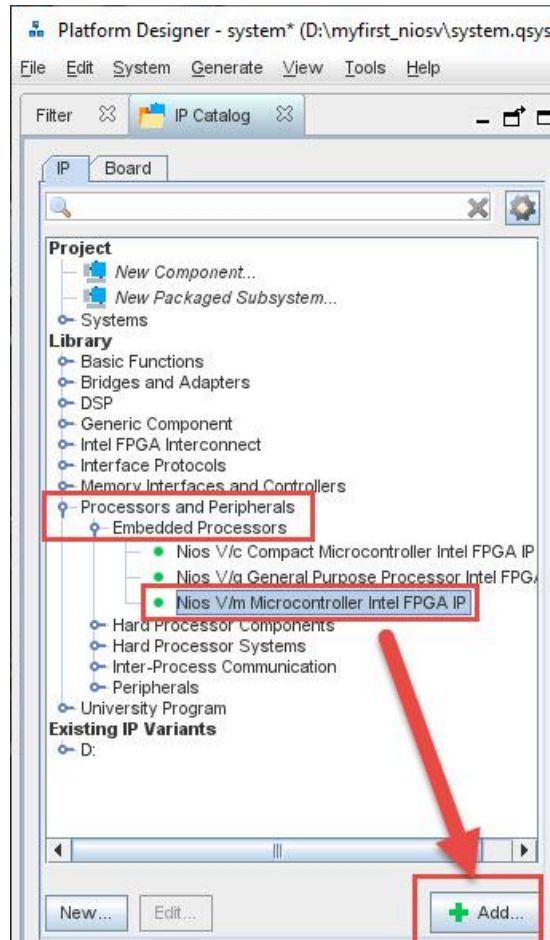 Platform Designer - system* (D:\myfirst_niosv\system.qsys
File Edit System Generate View Tools Help
Filter IP Catalog
IP Board
Project
New Component...
New Packaged Subsystem...
Systems
Library
Basic Functions
Bridges and Adapters
DSP
Generic Component
Intel FPGA Interconnect
Interface Protocols
Memory Interfaces and Controllers
Processors and Peripherals
Embedded Processors
Nios V/c Compact Microcontroller Intel FPGA IP
Nios V/g General Purpose Processor Intel FPGA
Nios V/m Microcontroller Intel FPGA IP
Hard Processor Components
Hard Processor Systems
Inter-Process Communication
Peripherals
University Program
Existing IP Variants
D:
New... Edit... Add...